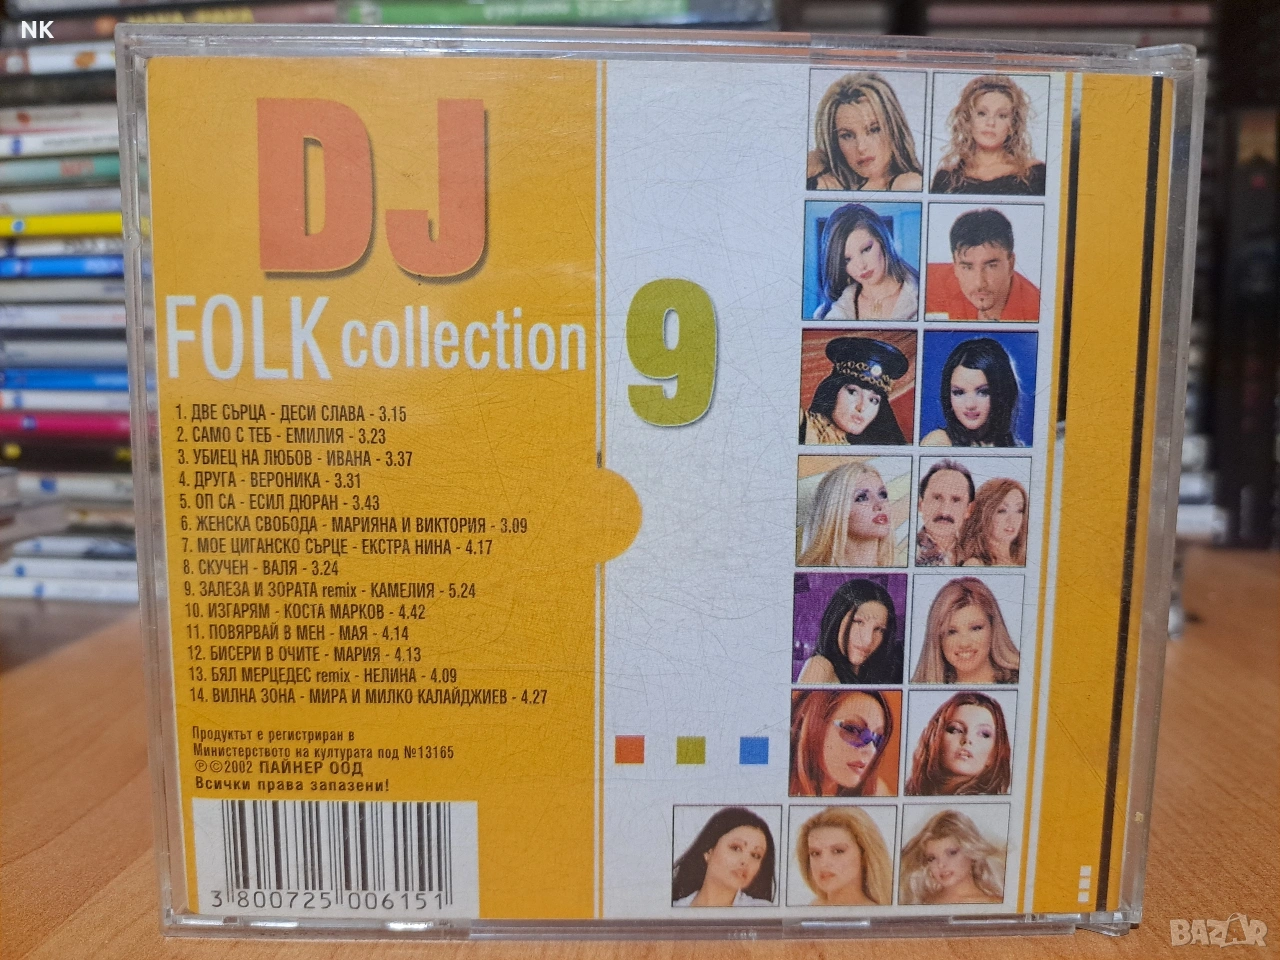 NK
DJ
FOLK collection 9
1. ДВЕ СЪРЦА - ДЕСИ СЛАВА - 3.15
2. САМО С ТЕБ - ЕМИЛИЯ - 3.23
3. УБИЕЦ НА ЛЮБОВ - ИВАНА - 3.37
4. ДРУГА - ВЕРОНИКА - 3.31
5. ОП СА - ЕСИЛ ДЮРАН - 3.43
6. ЖЕНСКА СВОБОДА - МАРИЯНА И ВИКТОРИЯ - 3.09
7. МОЕ ЦИГАНСКО СЪРЦЕ - ЕКСТРА НИНА - 4.17
8. СКУЧЕН - ВАЛЯ - 3.24
9. ЗАЛЕЗА И ЗОРАТА remix - КАМЕЛИЯ - 5.24
10. ИЗГАРЯМ - КОСТА МАРКОВ - 4.42
11. ПОВЯРВАЙ В МЕН - МАЯ - 4.14
12. БИСЕРИ В ОЧИТЕ - МАРИЯ - 4.13
13. БЯЛ МЕРЦЕДЕС remix - НЕЛИНА - 4.09
14. ВИЛНА ЗОНА - МИРА И МИЛКО КАЛАЙДЖИЕВ - 4.27
Продуктът е регистриран в
Министерството на културата под №13165
℗©2002 ПАЙНЕР ООД
Всички права запазени!
3 800725 006151
BAZAR